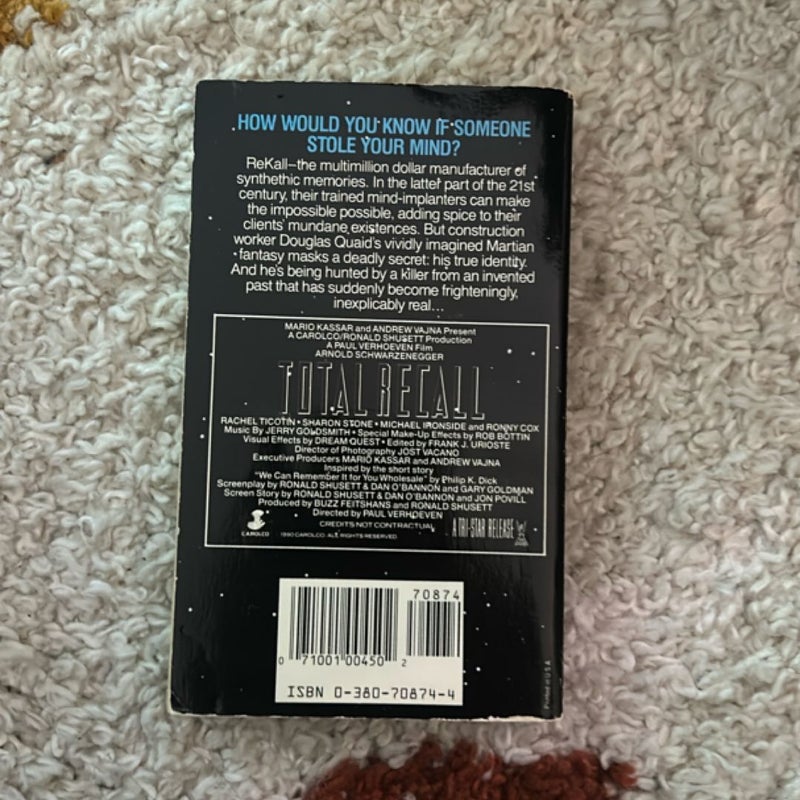 HOW WOULD YOU KNOW IF SOMEONE
STOLE YOUR MIND?
ReKall—the multimillion dollar manufacturer of
synthethic memories. In the latter part of the 21st
century, their trained mind-implanters can make
the impossible possible, adding spice to their
clients' mundane existences. But construction
worker Douglas Quaid's vividly imagined Martian
fantasy masks a deadly secret: his true identity.
And he's being hunted by a killer from an invented
past that has suddenly become frighteningly,
inexplicably real...
MARIO KASSAR and ANDREW VAJNA Present
A CAROLCO/RONALD SHUSETT Production
A PAUL VERHOEVEN Film
ARNOLD SCHWARZENEGGER
TOTAL RECALL
RACHEL TICOTIN • SHARON STONE • MICHAEL IRONSIDE and RONNY COX
Music By JERRY GOLDSMITH • Special Make-Up Effects by ROB BOTTIN
Visual Effects by DREAM QUEST • Edited by FRANK J. URIOSTE
Director of Photography JOST VACANO
Executive Producers MARIO KASSAR and ANDREW VAJNA
Inspired by the short story
"We Can Remember It for You Wholesale" by Philip K. Dick
Screenplay by RONALD SHUSETT & DAN O'BANNON and GARY GOLDMAN
Screen Story by RONALD SHUSETT & DAN O'BANNON and JON POVILL
Produced by BUZZ FEITSHANS and RONALD SHUSETT
Directed by PAUL VERHOEVEN
CREDITS NOT CONTRACTUAL
A TRI-STAR RELEASE
CAROLCO
1990 CAROLCO. ALL RIGHTS RESERVED.
70874
0 71001 00450 2
ISBN 0-380-70874-4
Printed in U.S.A.